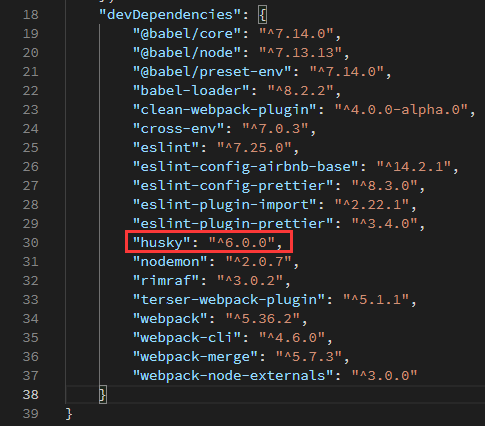 18 "devDependencies": {
19 "@babel/core": "^7.14.0",
20 "@babel/node": "^7.13.13",
21 "@babel/preset-env": "^7.14.0",
22 "babel-loader": "^8.2.2",
23 "clean-webpack-plugin": "^4.0.0-alpha.0",
24 "cross-env": "^7.0.3",
25 "eslint": "^7.25.0",
26 "eslint-config-airbnb-base": "^14.2.1",
27 "eslint-config-prettier": "^8.3.0",
28 "eslint-plugin-import": "^2.22.1",
29 "eslint-plugin-prettier": "^3.4.0",
30 "husky": "^6.0.0",
31 "nodemon": "^2.0.7",
32 "rimraf": "^3.0.2",
33 "terser-webpack-plugin": "^5.1.1",
34 "webpack": "^5.36.2",
35 "webpack-cli": "^4.6.0",
36 "webpack-merge": "^5.7.3",
37 "webpack-node-externals": "^3.0.0"
38 }
39 }